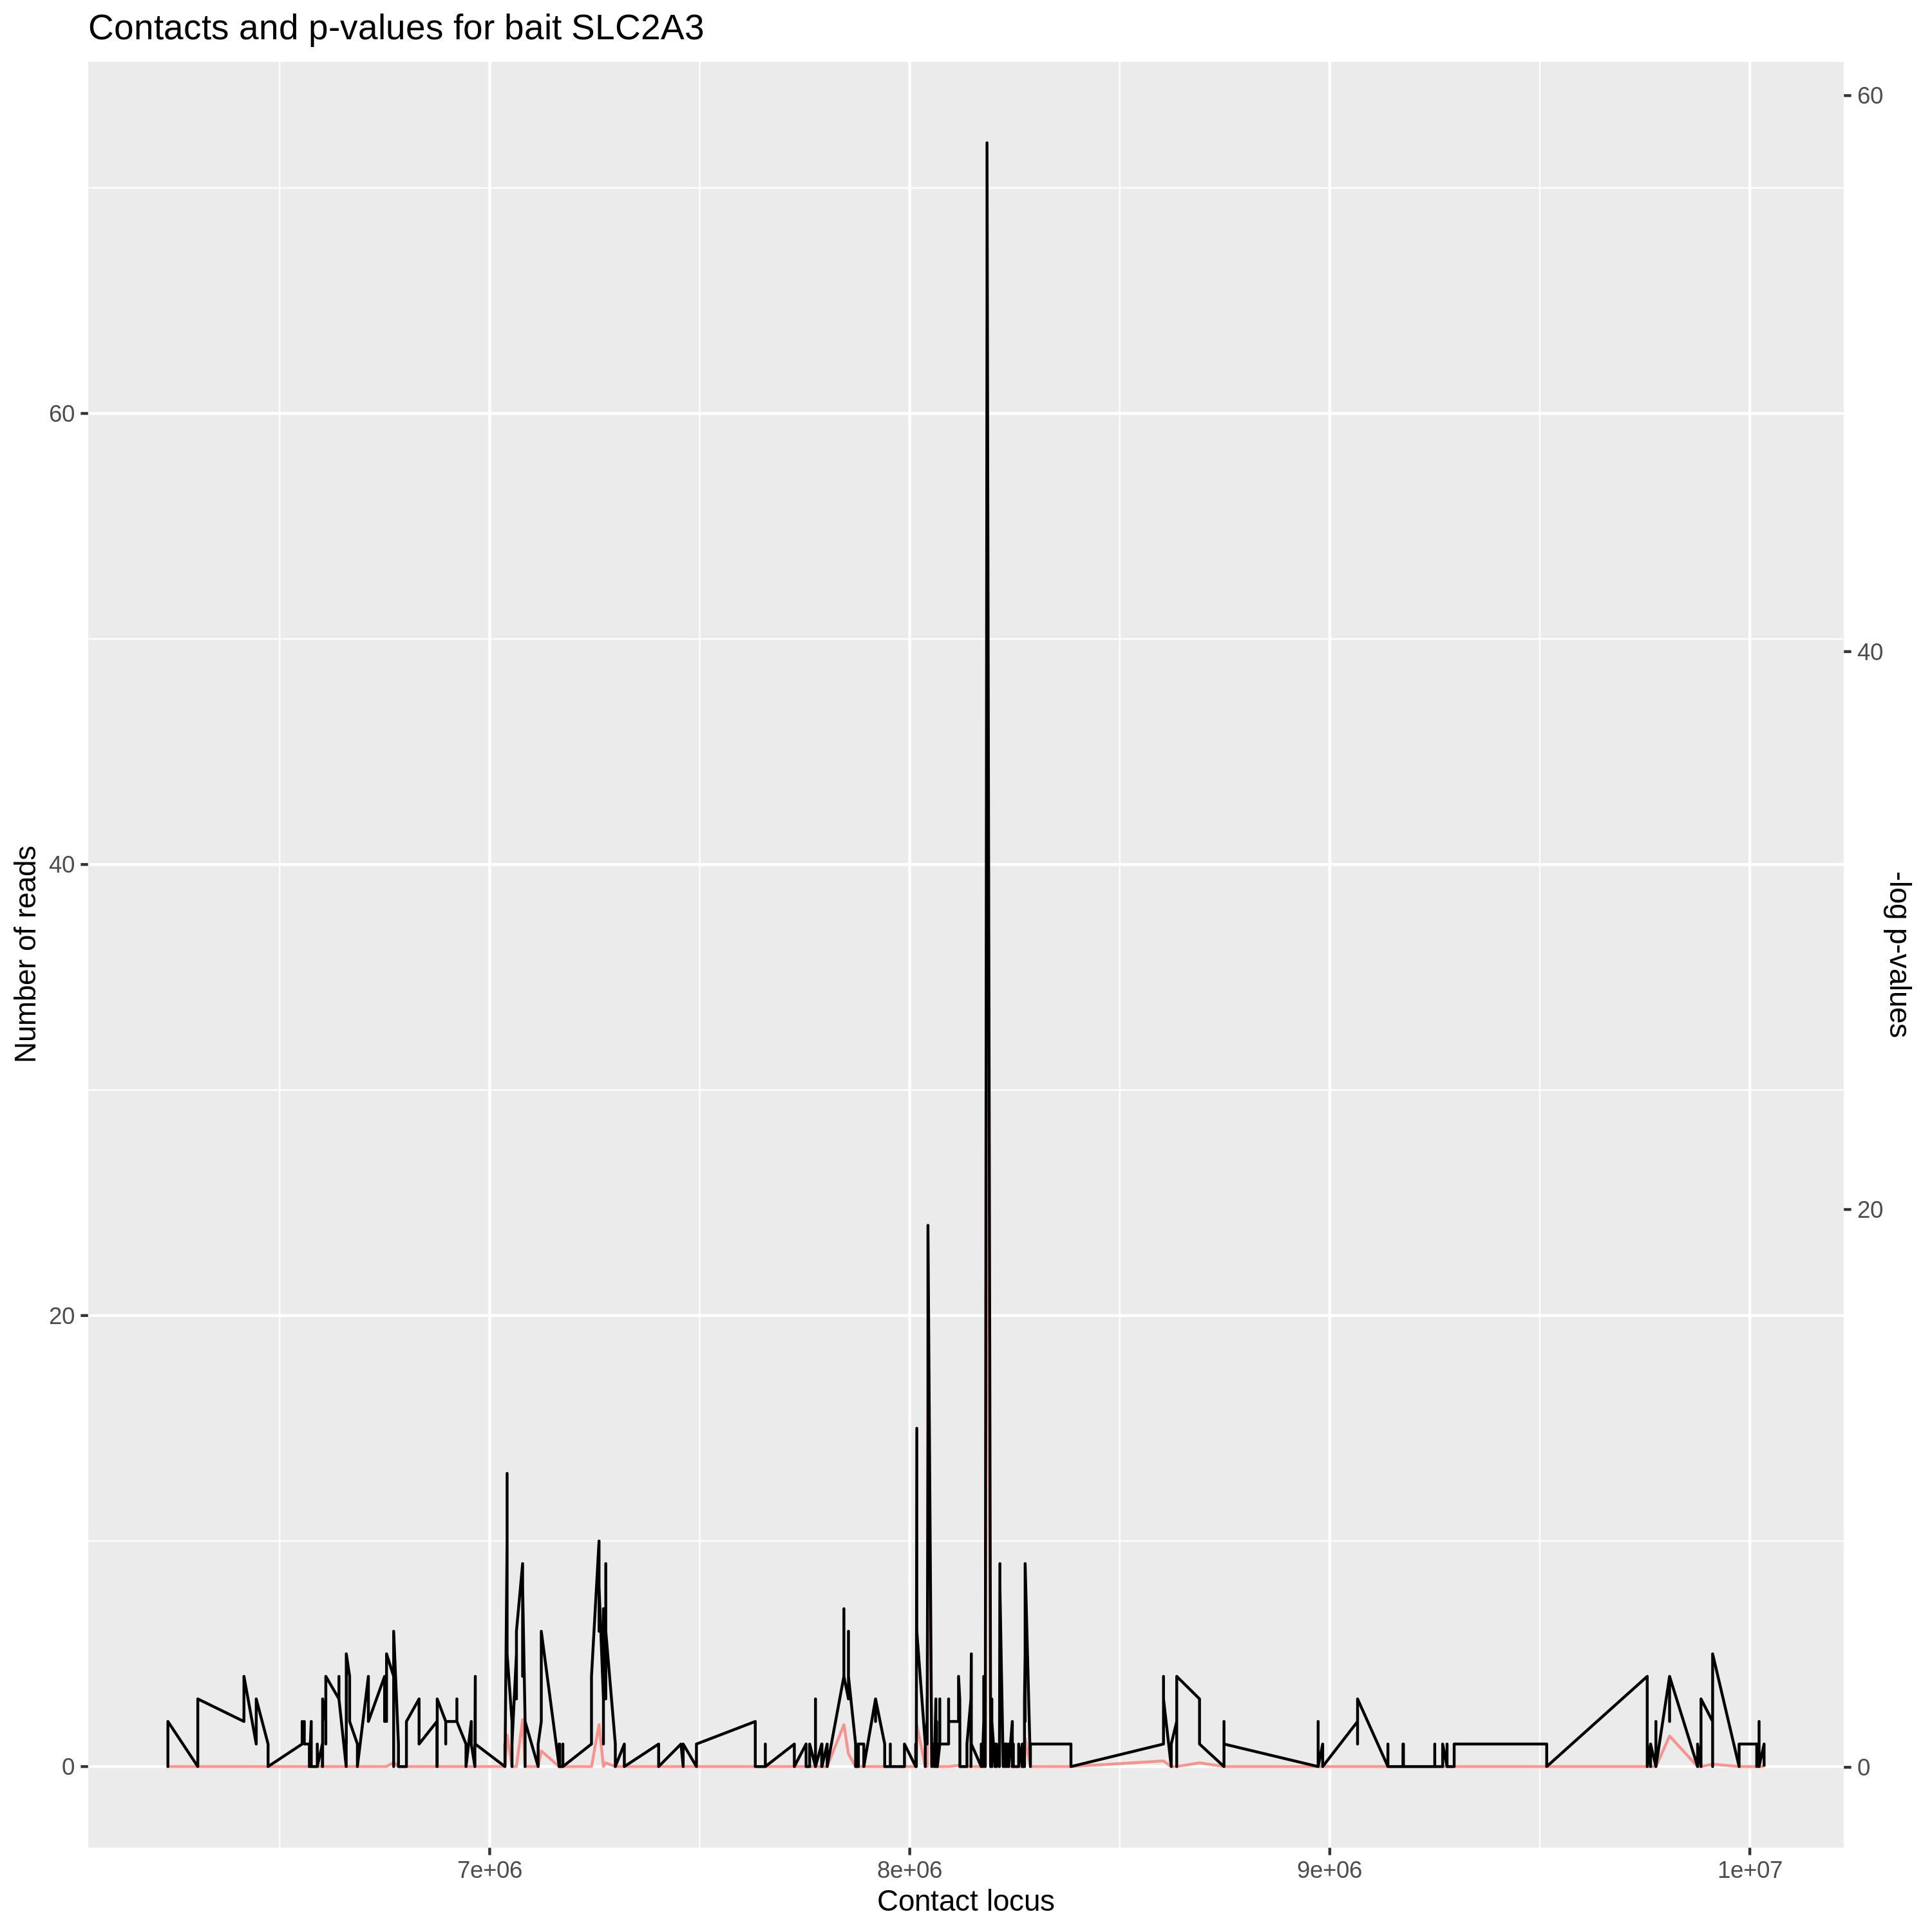 Contacts and p-values for bait SLC2A3
60
40
20
0
Number of reads
60
40
20
0
-log p-values
7e+06
8e+06
9e+06
1e+07
Contact locus